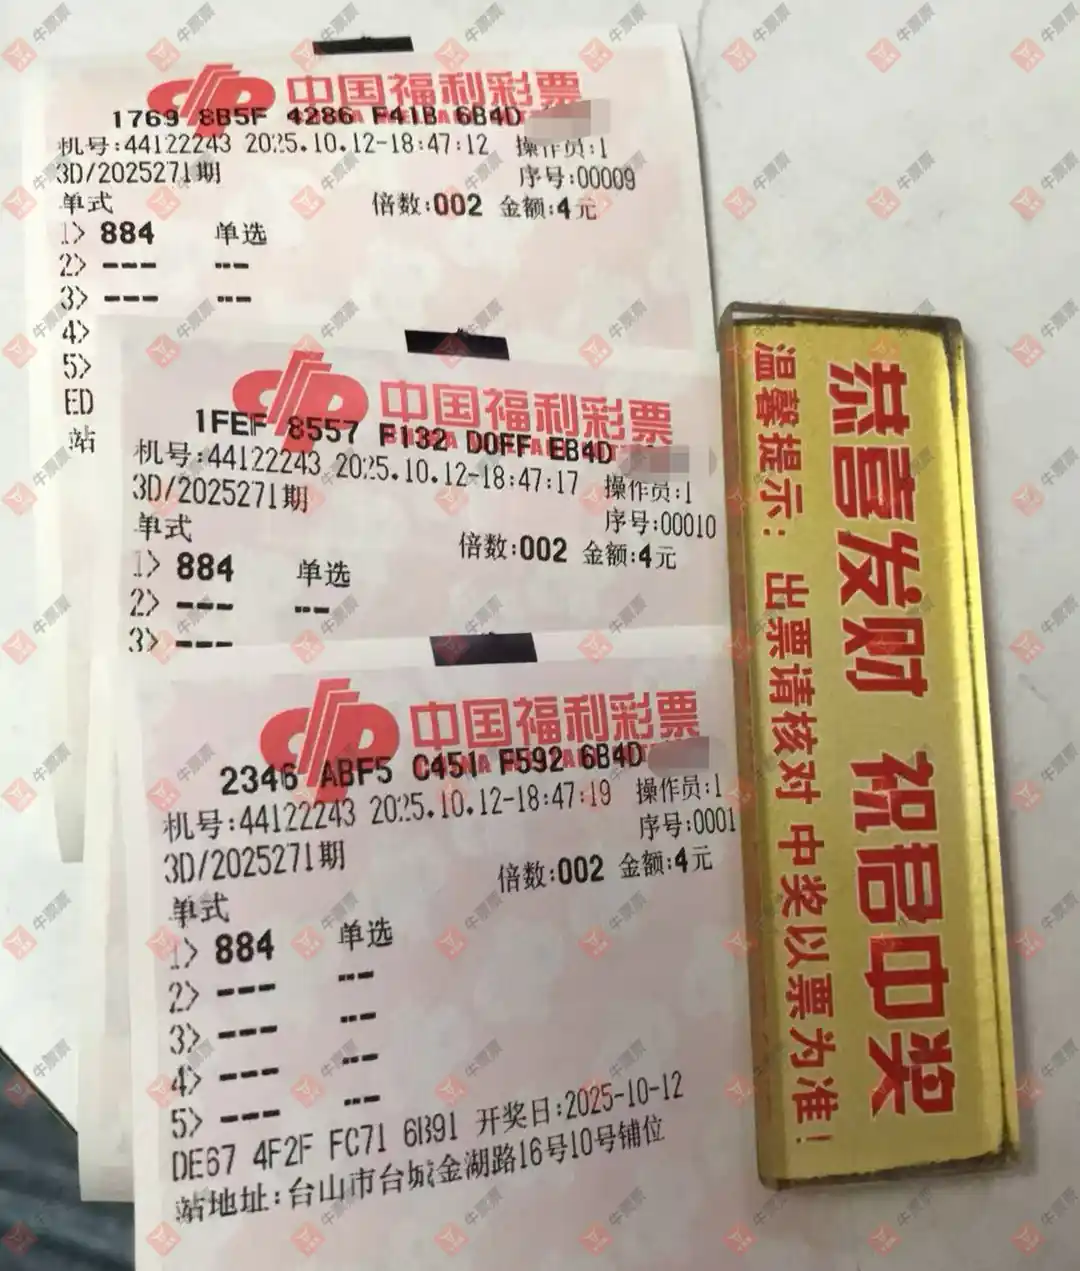 中国福利彩票
1769 8B5F 4286 F41B 6B4D
机号:44122243 2025.10.12-18:47:12 操作员:1
3D/2025271期 序号:00009
单式 倍数:002 金额:4元
1> 884 单选
2> --- ---
3> --- ---
4>
5>
ED
站
中国福利彩票
1FEF 8557 F132 D0FF EB4D
机号:44122243 2025.10.12-18:47:17 操作员:1
3D/2025271期 序号:00010
单式 倍数:002 金额:4元
1> 884 单选
2> --- ---
3> ---
中国福利彩票
2346 ABF5 C451 F592 6B4D
机号:44122243 2025.10.12-18:47:19 操作员:1
3D/2025271期 序号:0001
单式 倍数:002 金额:4元
1> 884 单选
2> --- ---
3> --- ---
4> --- ---
5> --- ---
DE67 4F2F FC71 6B91 开奖日:2025-10-12
站地址:台山市台城金湖路16号10号铺位
恭喜发财 祝君中奖
温馨提示: 出票请核对 中奖以票为准!
牛票票